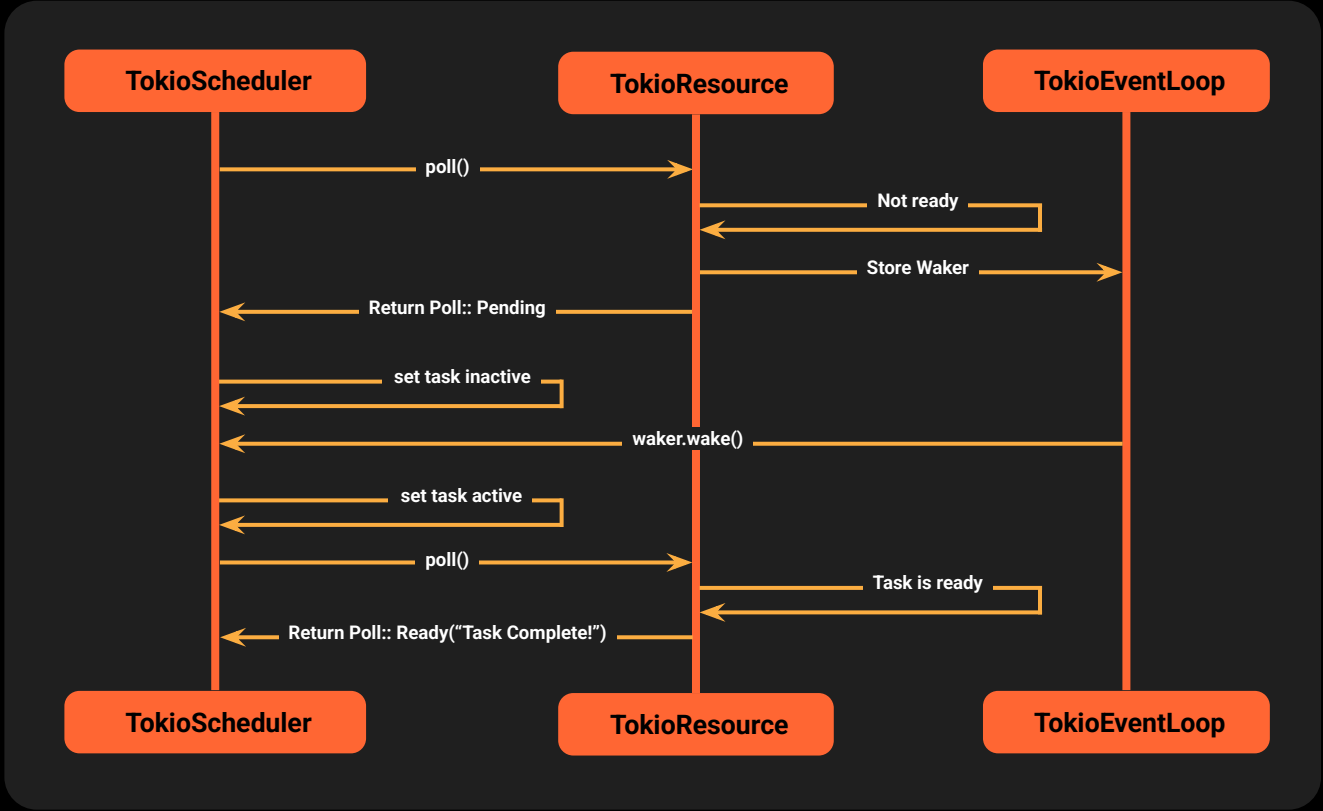 TokioScheduler
TokioResource
TokioEventLoop
poll()
Not ready
Store Waker
Return Poll:: Pending
set task inactive
waker.wake()
set task active
poll()
Task is ready
Return Poll:: Ready(“Task Complete!”)
TokioScheduler
TokioResource
TokioEventLoop